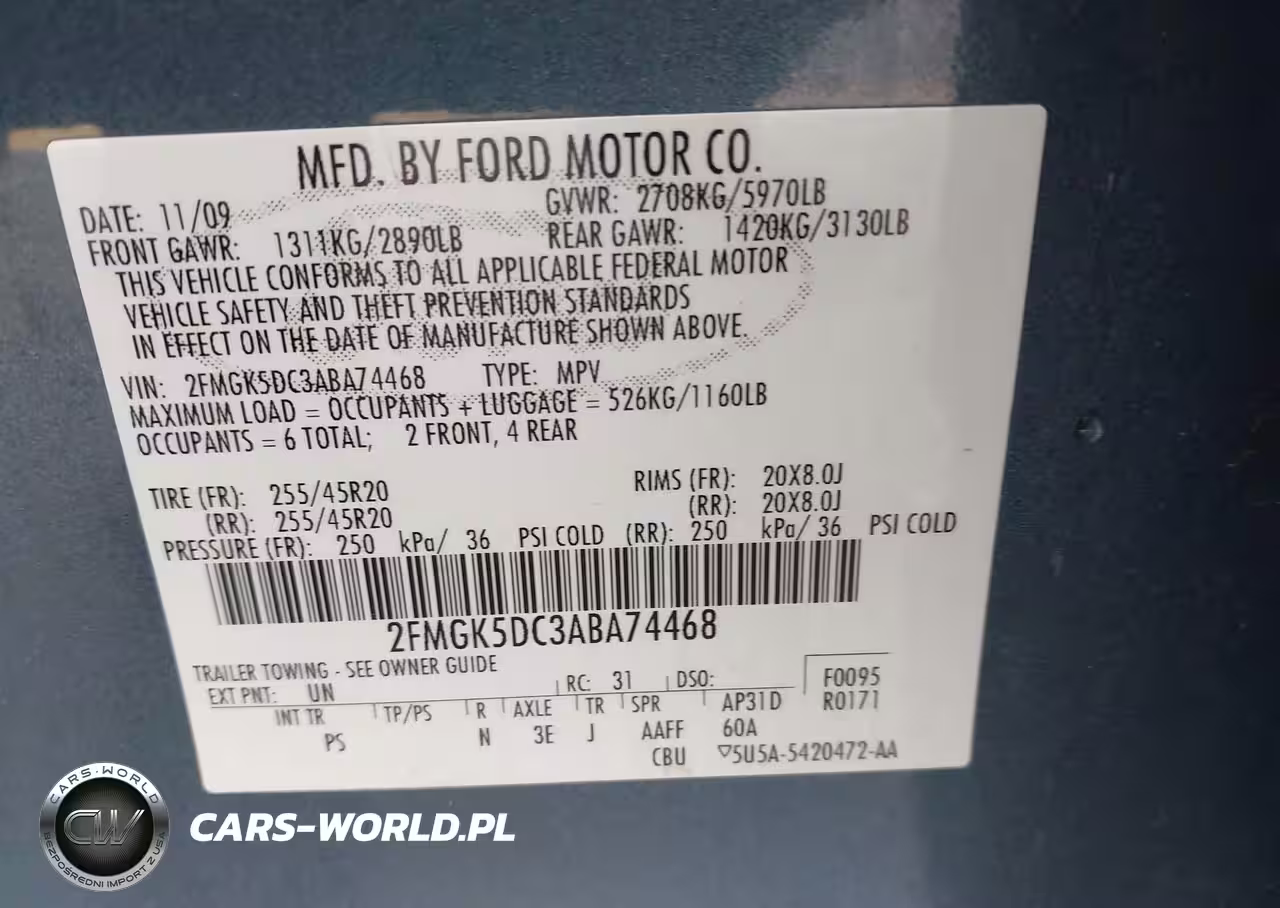 MFD. BY FORD MOTOR CO.
DATE: 11/09 GVWR: 2708KG/5970LB
FRONT GAWR: 1311KG/2890LB REAR GAWR: 1420KG/3130LB
THIS VEHICLE CONFORMS TO ALL APPLICABLE FEDERAL MOTOR
VEHICLE SAFETY AND THEFT PREVENTION STANDARDS
IN EFFECT ON THE DATE OF MANUFACTURE SHOWN ABOVE.
VIN: 2FMGK5DC3ABA74468 TYPE: MPV
MAXIMUM LOAD = OCCUPANTS + LUGGAGE = 526KG/1160LB
OCCUPANTS = 6 TOTAL; 2 FRONT, 4 REAR
TIRE (FR): 255/45R20 RIMS (FR): 20X8.0J
(RR): 255/45R20 (RR): 20X8.0J
PRESSURE (FR): 250 kPa/ 36 PSI COLD (RR): 250 kPa/ 36 PSI COLD
2FMGK5DC3ABA74468
TRAILER TOWING - SEE OWNER GUIDE
EXT PNT: UN RC: 31 DSO: F0095
INT TR TP/PS R AXLE TR SPR AP31D R0171
PS N 3E J AAFF 60A
CBU ▽5U5A-5420472-AA
CARS-WORLD
CW
BEZPOŚREDNI IMPORT Z USA
CARS-WORLD.PL